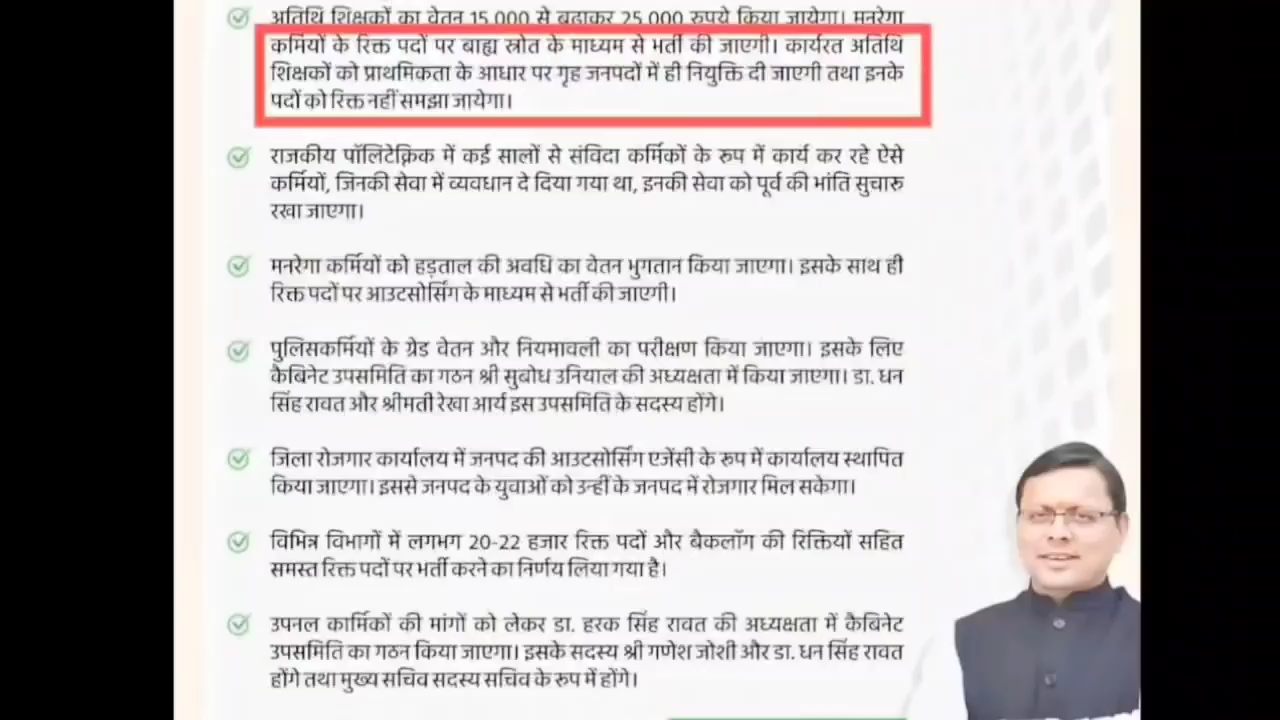 अतिथि शिक्षकों का वेतन 15,000 से बढ़ाकर 25,000 रुपये किया जायेगा। मनरेगा
कर्मियों के रिक्त पदों पर बाह्य स्रोत के माध्यम से भर्ती की जाएगी। कार्यरत अतिथि
शिक्षकों को प्राथमिकता के आधार पर गृह जनपदों में ही नियुक्ति दी जाएगी तथा इनके
पदों को रिक्त नहीं समझा जायेगा।
राजकीय पॉलिटेक्निक में कई सालों से संविदा कर्मिकों के रूप में कार्य कर रहे ऐसे
कर्मियों, जिनकी सेवा में व्यवधान दे दिया गया था, इनकी सेवा को पूर्व की भांति सुचारु
रखा जाएगा।
मनरेगा कर्मियों को हड़ताल की अवधि का वेतन भुगतान किया जाएगा। इसके साथ ही
रिक्त पदों पर आउटसोर्सिंग के माध्यम से भर्ती की जाएगी।
पुलिसकर्मियों के ग्रेड वेतन और नियमावली का परीक्षण किया जाएगा। इसके लिए
कैबिनेट उपसमिति का गठन श्री सुबोध उनियाल की अध्यक्षता में किया जाएगा। डा. धन
सिंह रावत और श्रीमती रेखा आर्य इस उपसमिति के सदस्य होंगे।
जिला रोजगार कार्यालय में जनपद की आउटसोर्सिंग एजेंसी के रूप में कार्यालय स्थापित
किया जाएगा। इससे जनपद के युवाओं को उन्हीं के जनपद में रोजगार मिल सकेगा।
विभिन्न विभागों में लगभग 20-22 हजार रिक्त पदों और बैकलॉग की रिक्तियों सहित
समस्त रिक्त पदों पर भर्ती करने का निर्णय लिया गया है।
उपनल कार्मिकों की मांगों को लेकर डा. हरक सिंह रावत की अध्यक्षता में कैबिनेट
उपसमिति का गठन किया जाएगा। इसके सदस्य श्री गणेश जोशी और डा. धन सिंह रावत
होंगे तथा मुख्य सचिव सदस्य सचिव के रूप में होंगे।